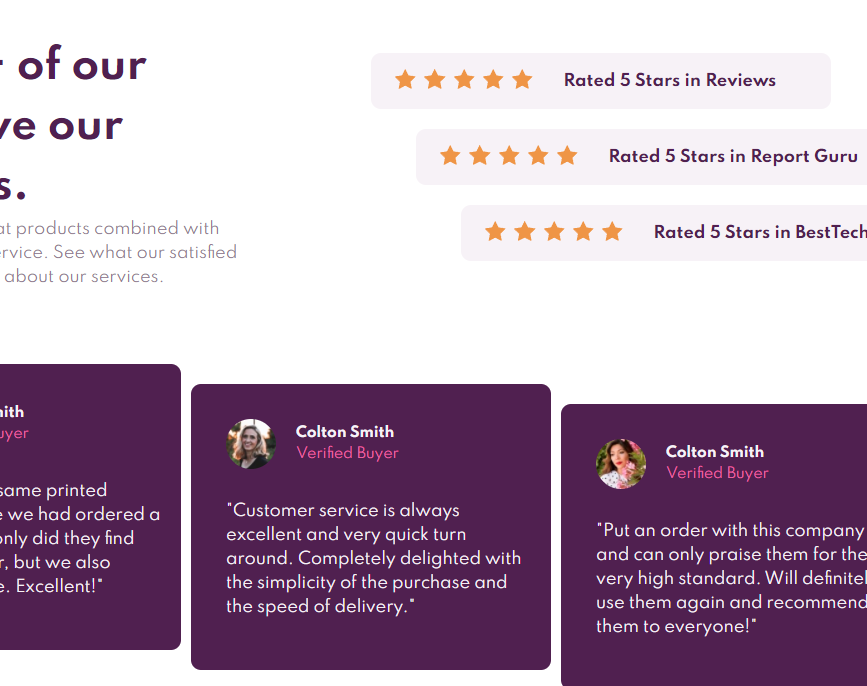 of our
our
at products combined with
See what our satisfied
about our services.
Rated 5 Stars in Reviews
Rated 5 Stars in Report Guru
Rated 5 Stars in BestTech
same printed
we had ordered a
only did they find
but we also
Excellent!"
Colton Smith
Verified Buyer
"Customer service is always
excellent and very quick turn
around. Completely delighted with
the simplicity of the purchase and
the speed of delivery."
Colton Smith
Verified Buyer
"Put an order with this company
and can only praise them for the
very high standard. Will
use them again and recommend
them to everyone!"